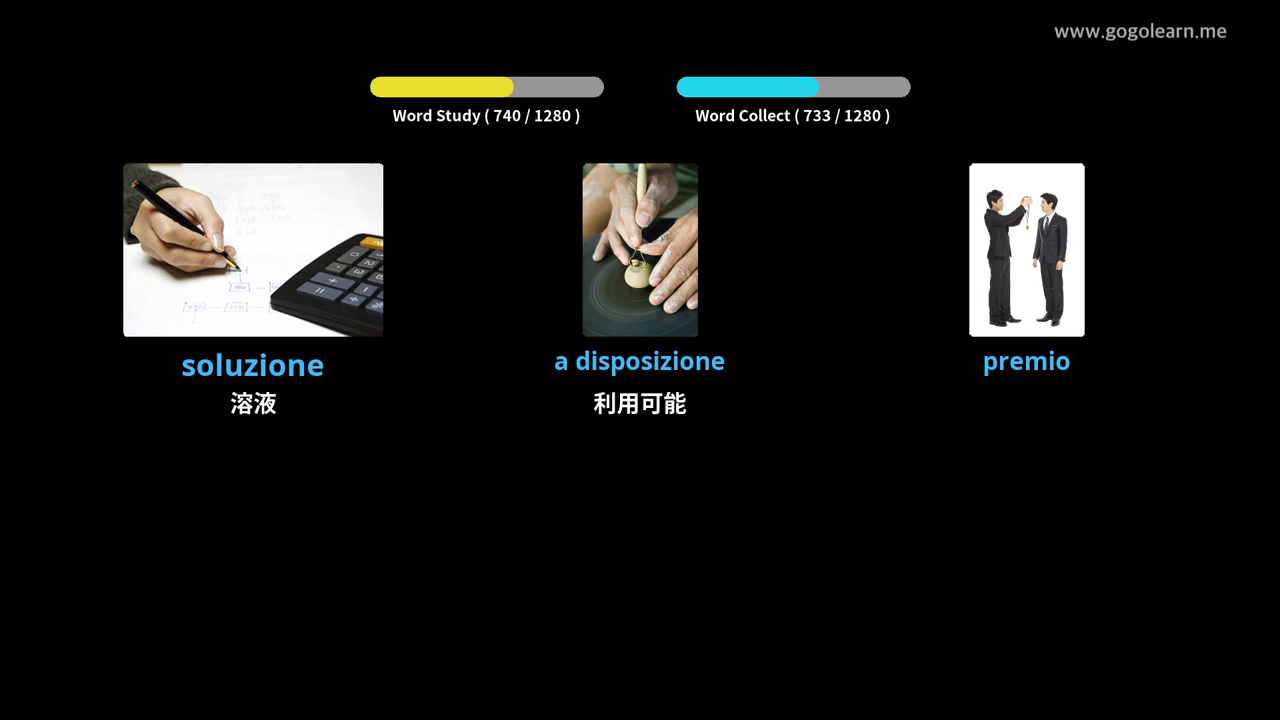 www.gogolearn.me
Word Study ( 740 / 1280 )
Word Collect ( 733 / 1280 )
soluzione
溶液
a disposizione
利用可能
premio